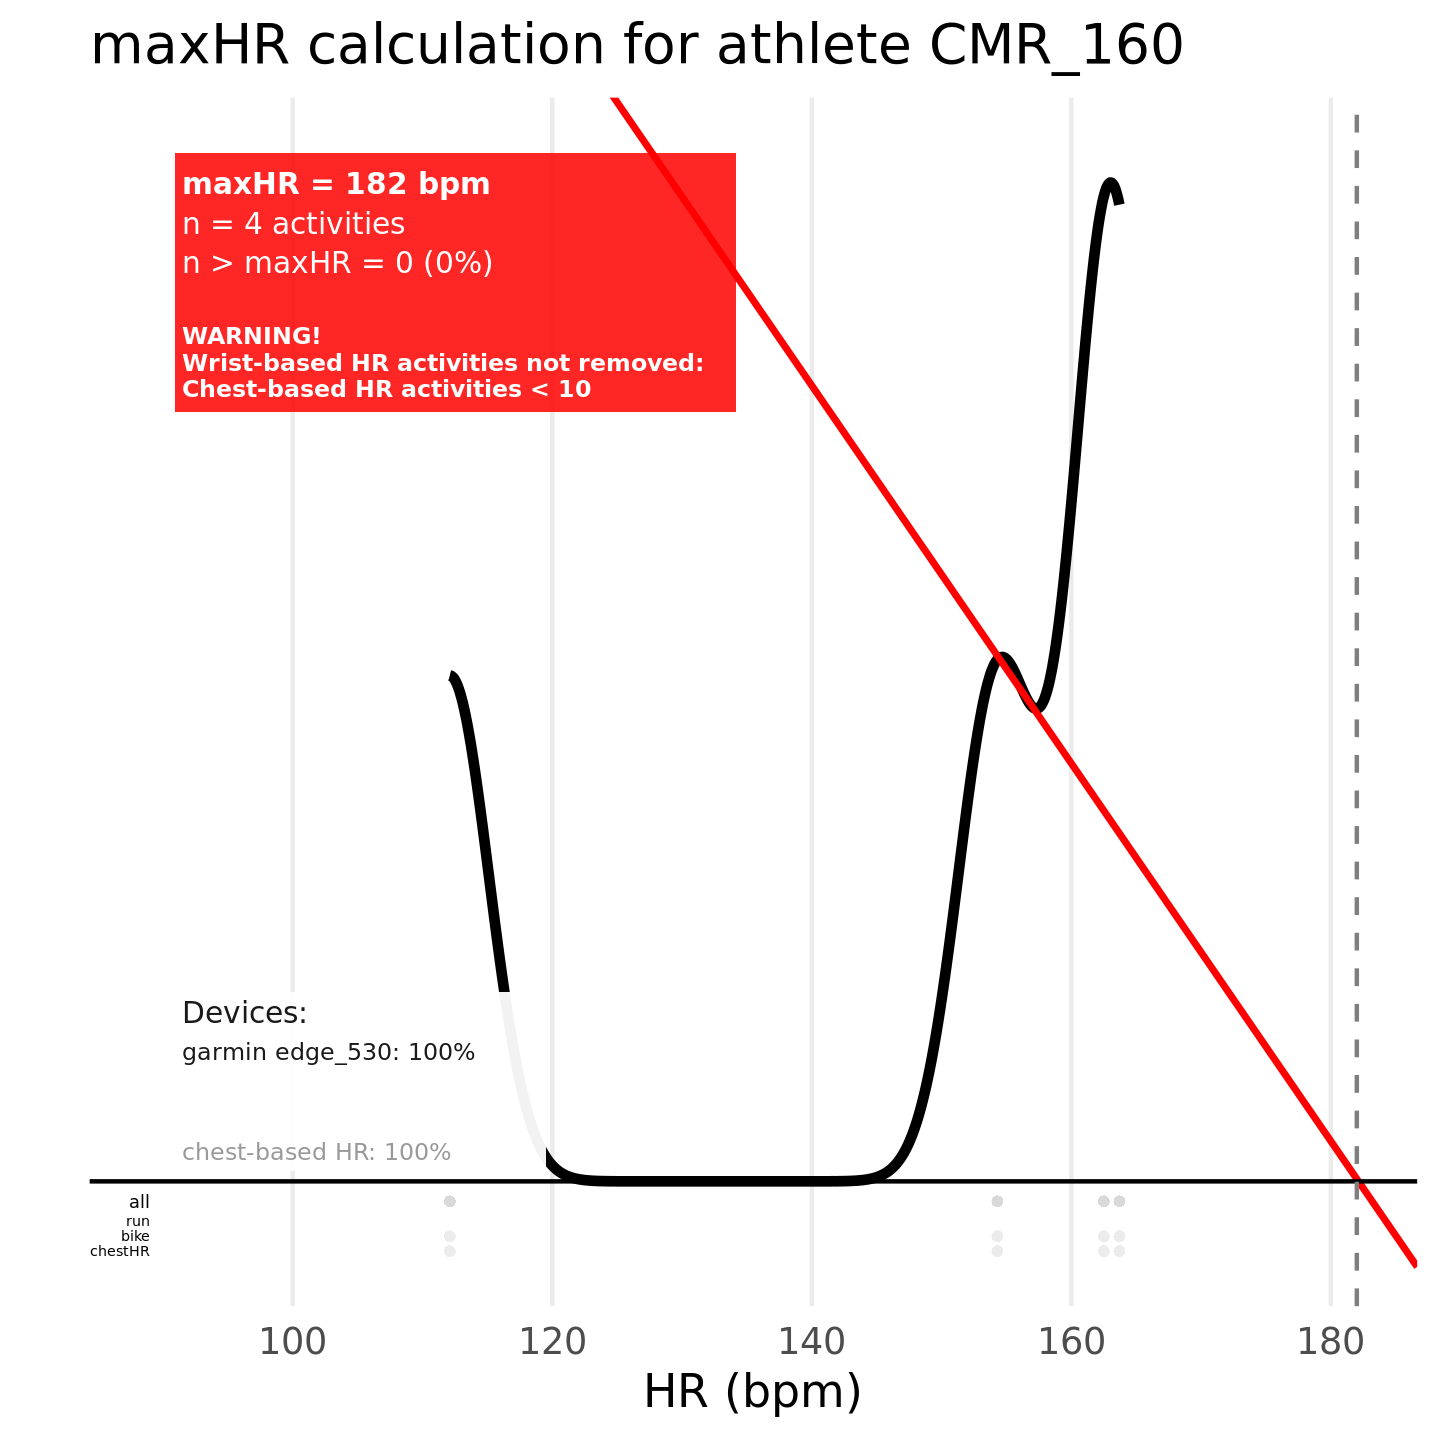 maxHR calculation for athlete CMR_160
maxHR = 182 bpm
n = 4 activities
n > maxHR = 0 (0%)
WARNING!
Wrist-based HR activities not removed:
Chest-based HR activities < 10
Devices:
garmin edge_530: 100%
chest-based HR: 100%
all
run
bike
chestHR
100 120 140 160 180
HR (bpm)